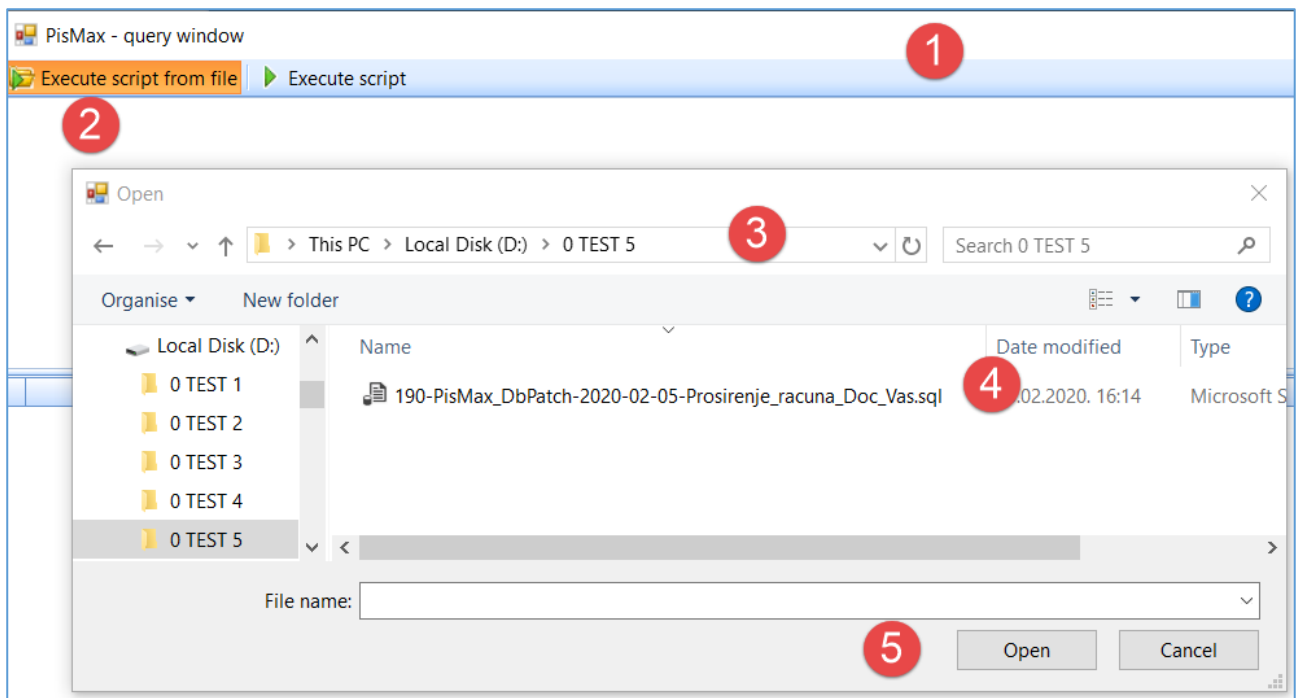 PisMax - query window
1
Execute script from file Execute script
2
Open
This PC > Local Disk (D:) > 0 TEST 5 3 Search 0 TEST 5
Organise New folder ?
Local Disk (D:) Name Date modified Type
0 TEST 1 190-PisMax_DbPatch-2020-02-05-Prosirenje_racuna_Doc_Vas.sql 4 .02.2020. 16:14 Microsoft S
0 TEST 2
0 TEST 3
0 TEST 4
0 TEST 5
File name:
5 Open Cancel